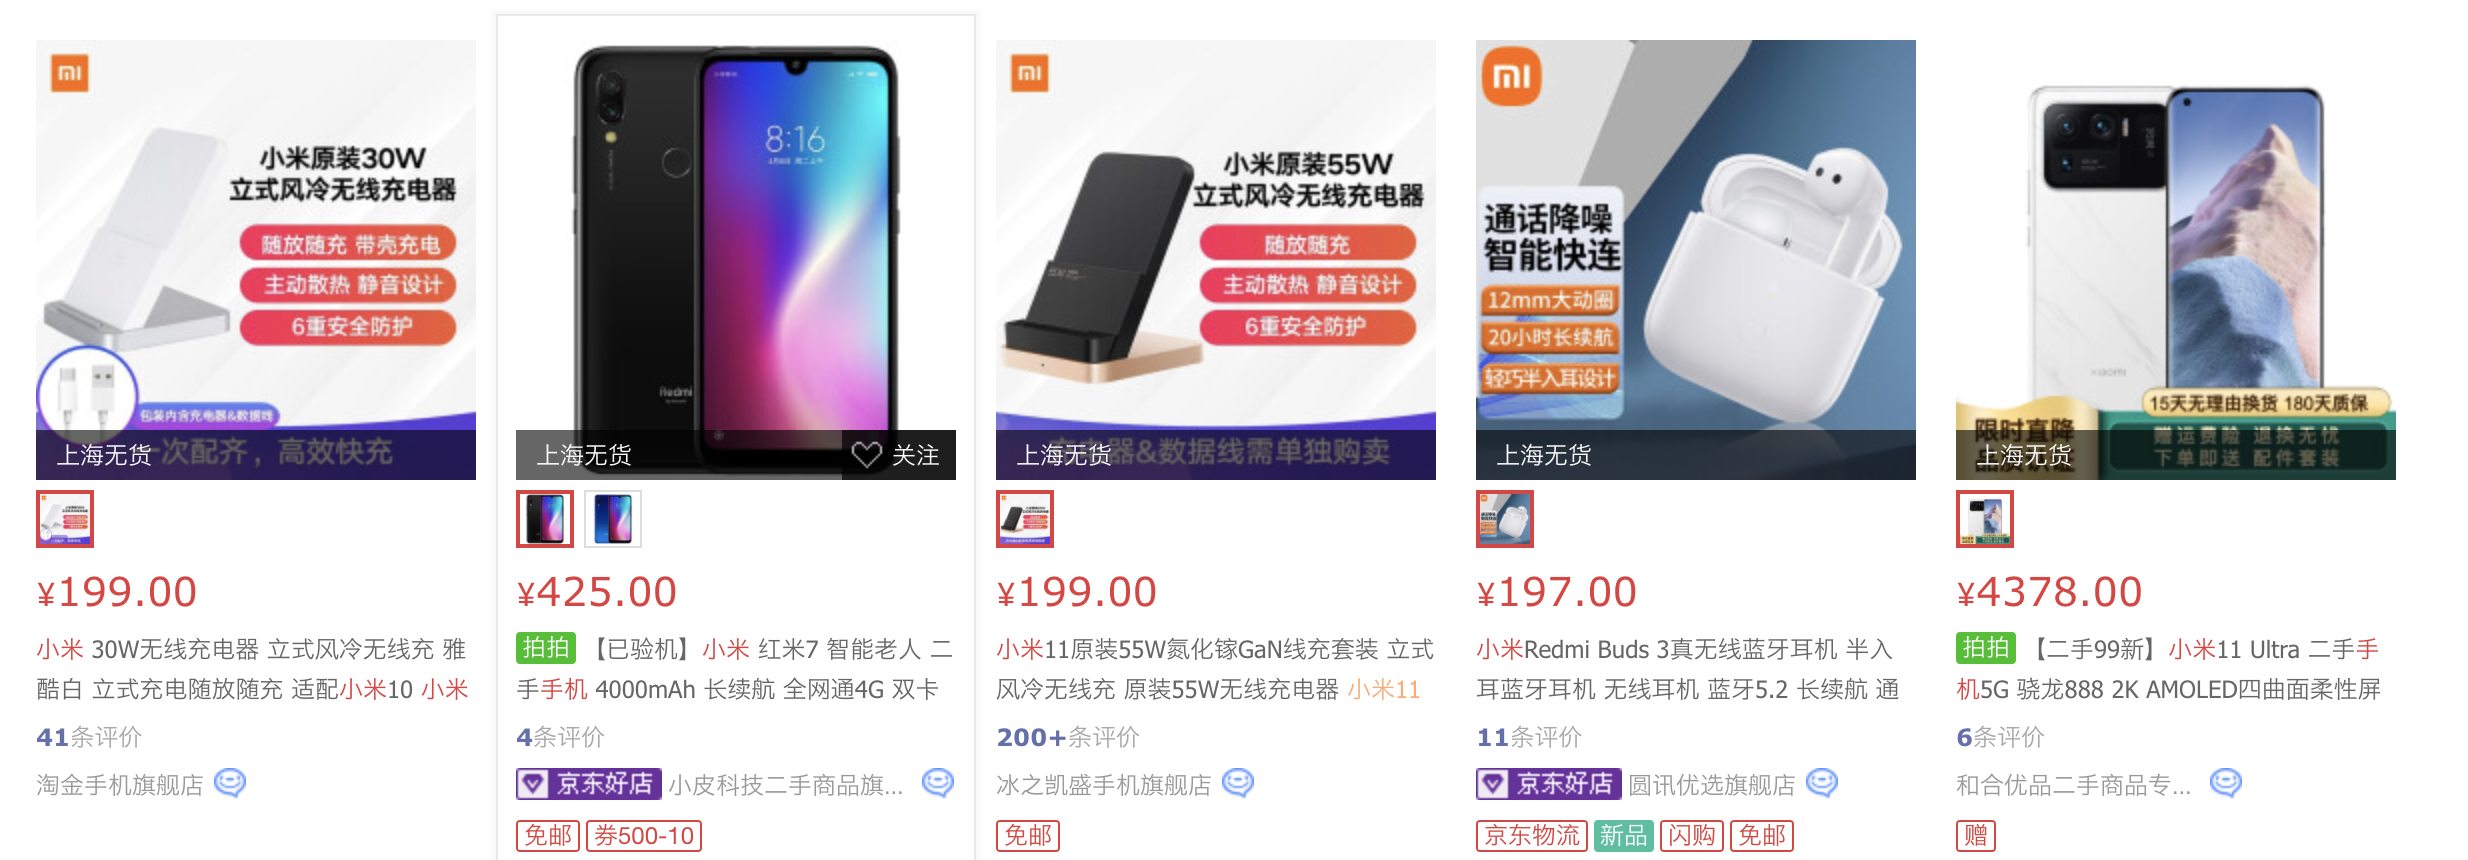 小米原装30W
立式风冷无线充电器
随放随充 带壳充电
主动散热 静音设计
6重安全防护
包装内含充电器&数据线
一次配齐，高效快充
上海无货
¥199.00
小米 30W无线充电器 立式风冷无线充 雅
酷白 立式充电随放随充 适配小米10 小米
41条评价
淘金手机旗舰店
8:16
Redmi
上海无货
关注
¥425.00
拍拍 【已验机】小米 红米7 智能老人 二
手手机 4000mAh 长续航 全网通4G 双卡
4条评价
京东好店 小皮科技二手商品旗...
免邮 券500-10
小米原装55W
立式风冷无线充电器
随放随充
主动散热 静音设计
6重安全防护
充电器&数据线需单独购卖
上海无货
¥199.00
小米11原装55W氮化镓GaN线充套装 立式
风冷无线充 原装55W无线充电器 小米11
200+条评价
冰之凯盛手机旗舰店
免邮
通话降噪
智能快连
12mm大动圈
20小时长续航
轻巧半入耳设计
上海无货
¥197.00
小米Redmi Buds 3真无线蓝牙耳机 半入
耳蓝牙耳机 无线耳机 蓝牙5.2 长续航 通
11条评价
京东好店 圆讯优选旗舰店
京东物流 新品 闪购 免邮
xiaomi
15天无理由换货 180天质保
限时直降
赠运费险 退换无忧
下单即送 配件套装
上海无货
¥4378.00
拍拍 【二手99新】小米11 Ultra 二手手
机5G 骁龙888 2K AMOLED四曲面柔性屏
6条评价
和合优品二手商品专...
赠